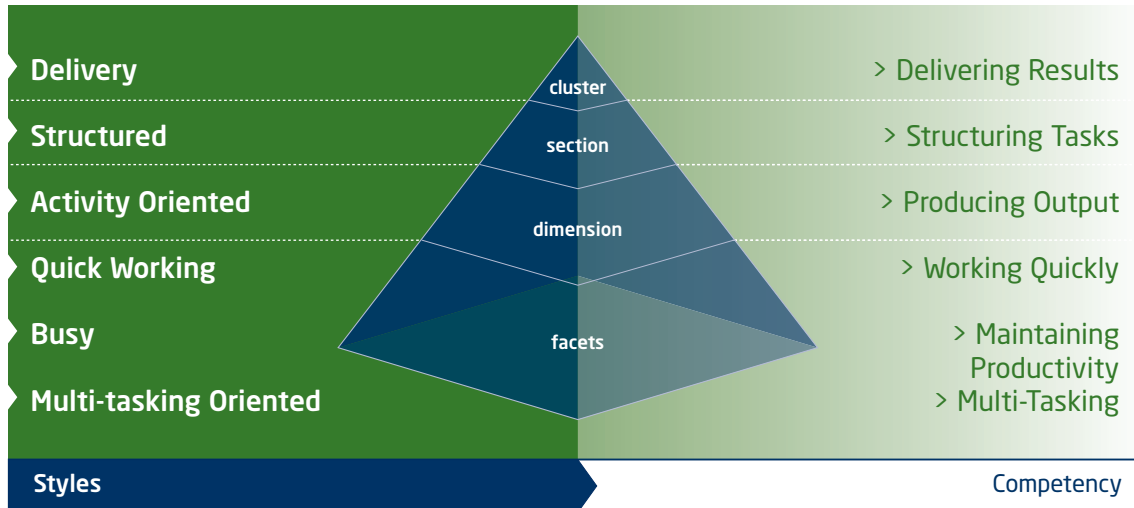 Delivery
cluster
> Delivering Results
Structured
section
> Structuring Tasks
Activity Oriented
dimension
> Producing Output
Quick Working
> Working Quickly
Busy
facets
> Maintaining
Productivity
Multi-tasking Oriented
> Multi-Tasking
Styles
Competency